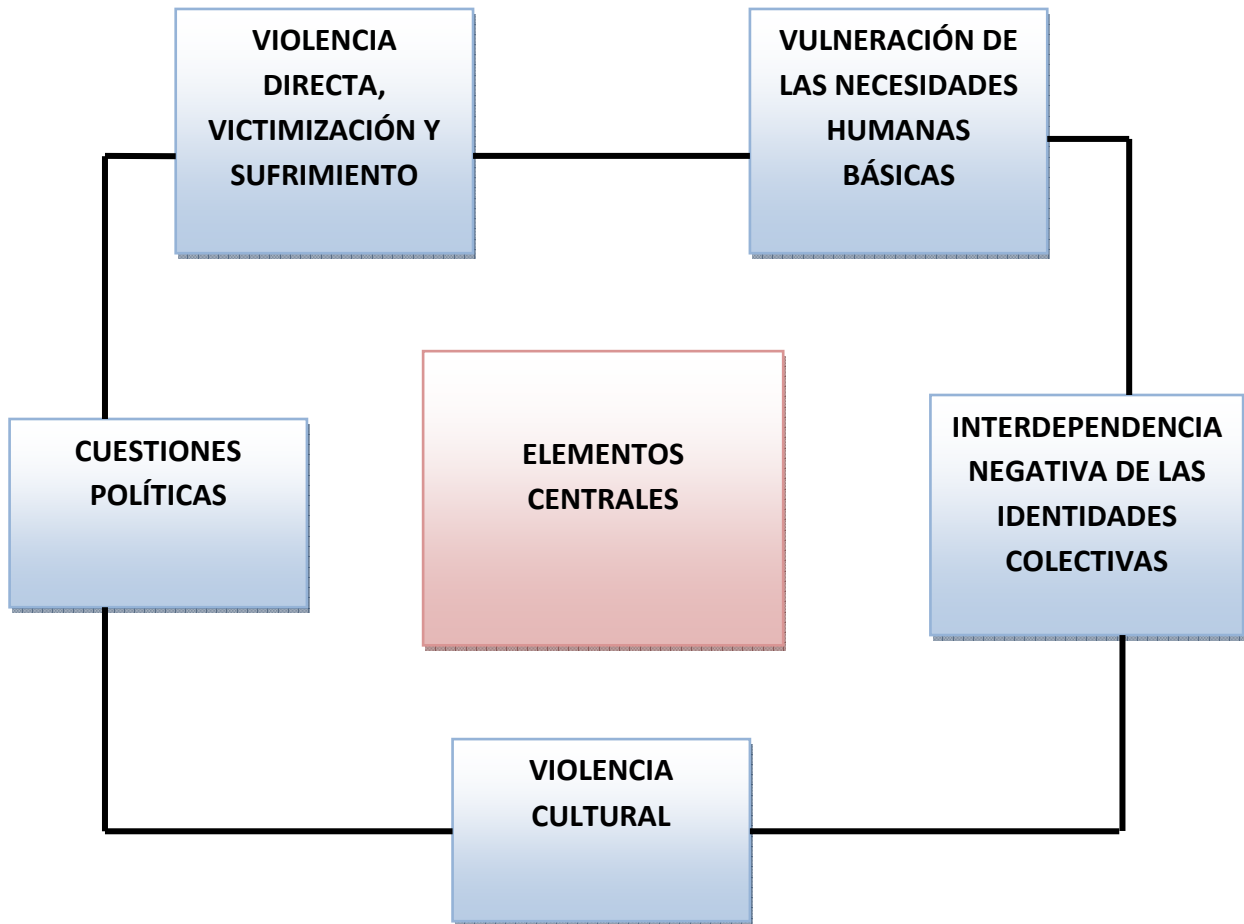 VIOLENCIA
DIRECTA,
VICTIMIZACIÓN Y
SUFRIMIENTO
VULNERACIÓN DE
LAS NECESIDADES
HUMANAS
BÁSICAS
CUESTIONES
POLÍTICAS
ELEMENTOS
CENTRALES
INTERDEPENDENCIA
NEGATIVA DE LAS
IDENTIDADES
COLECTIVAS
VIOLENCIA
CULTURAL